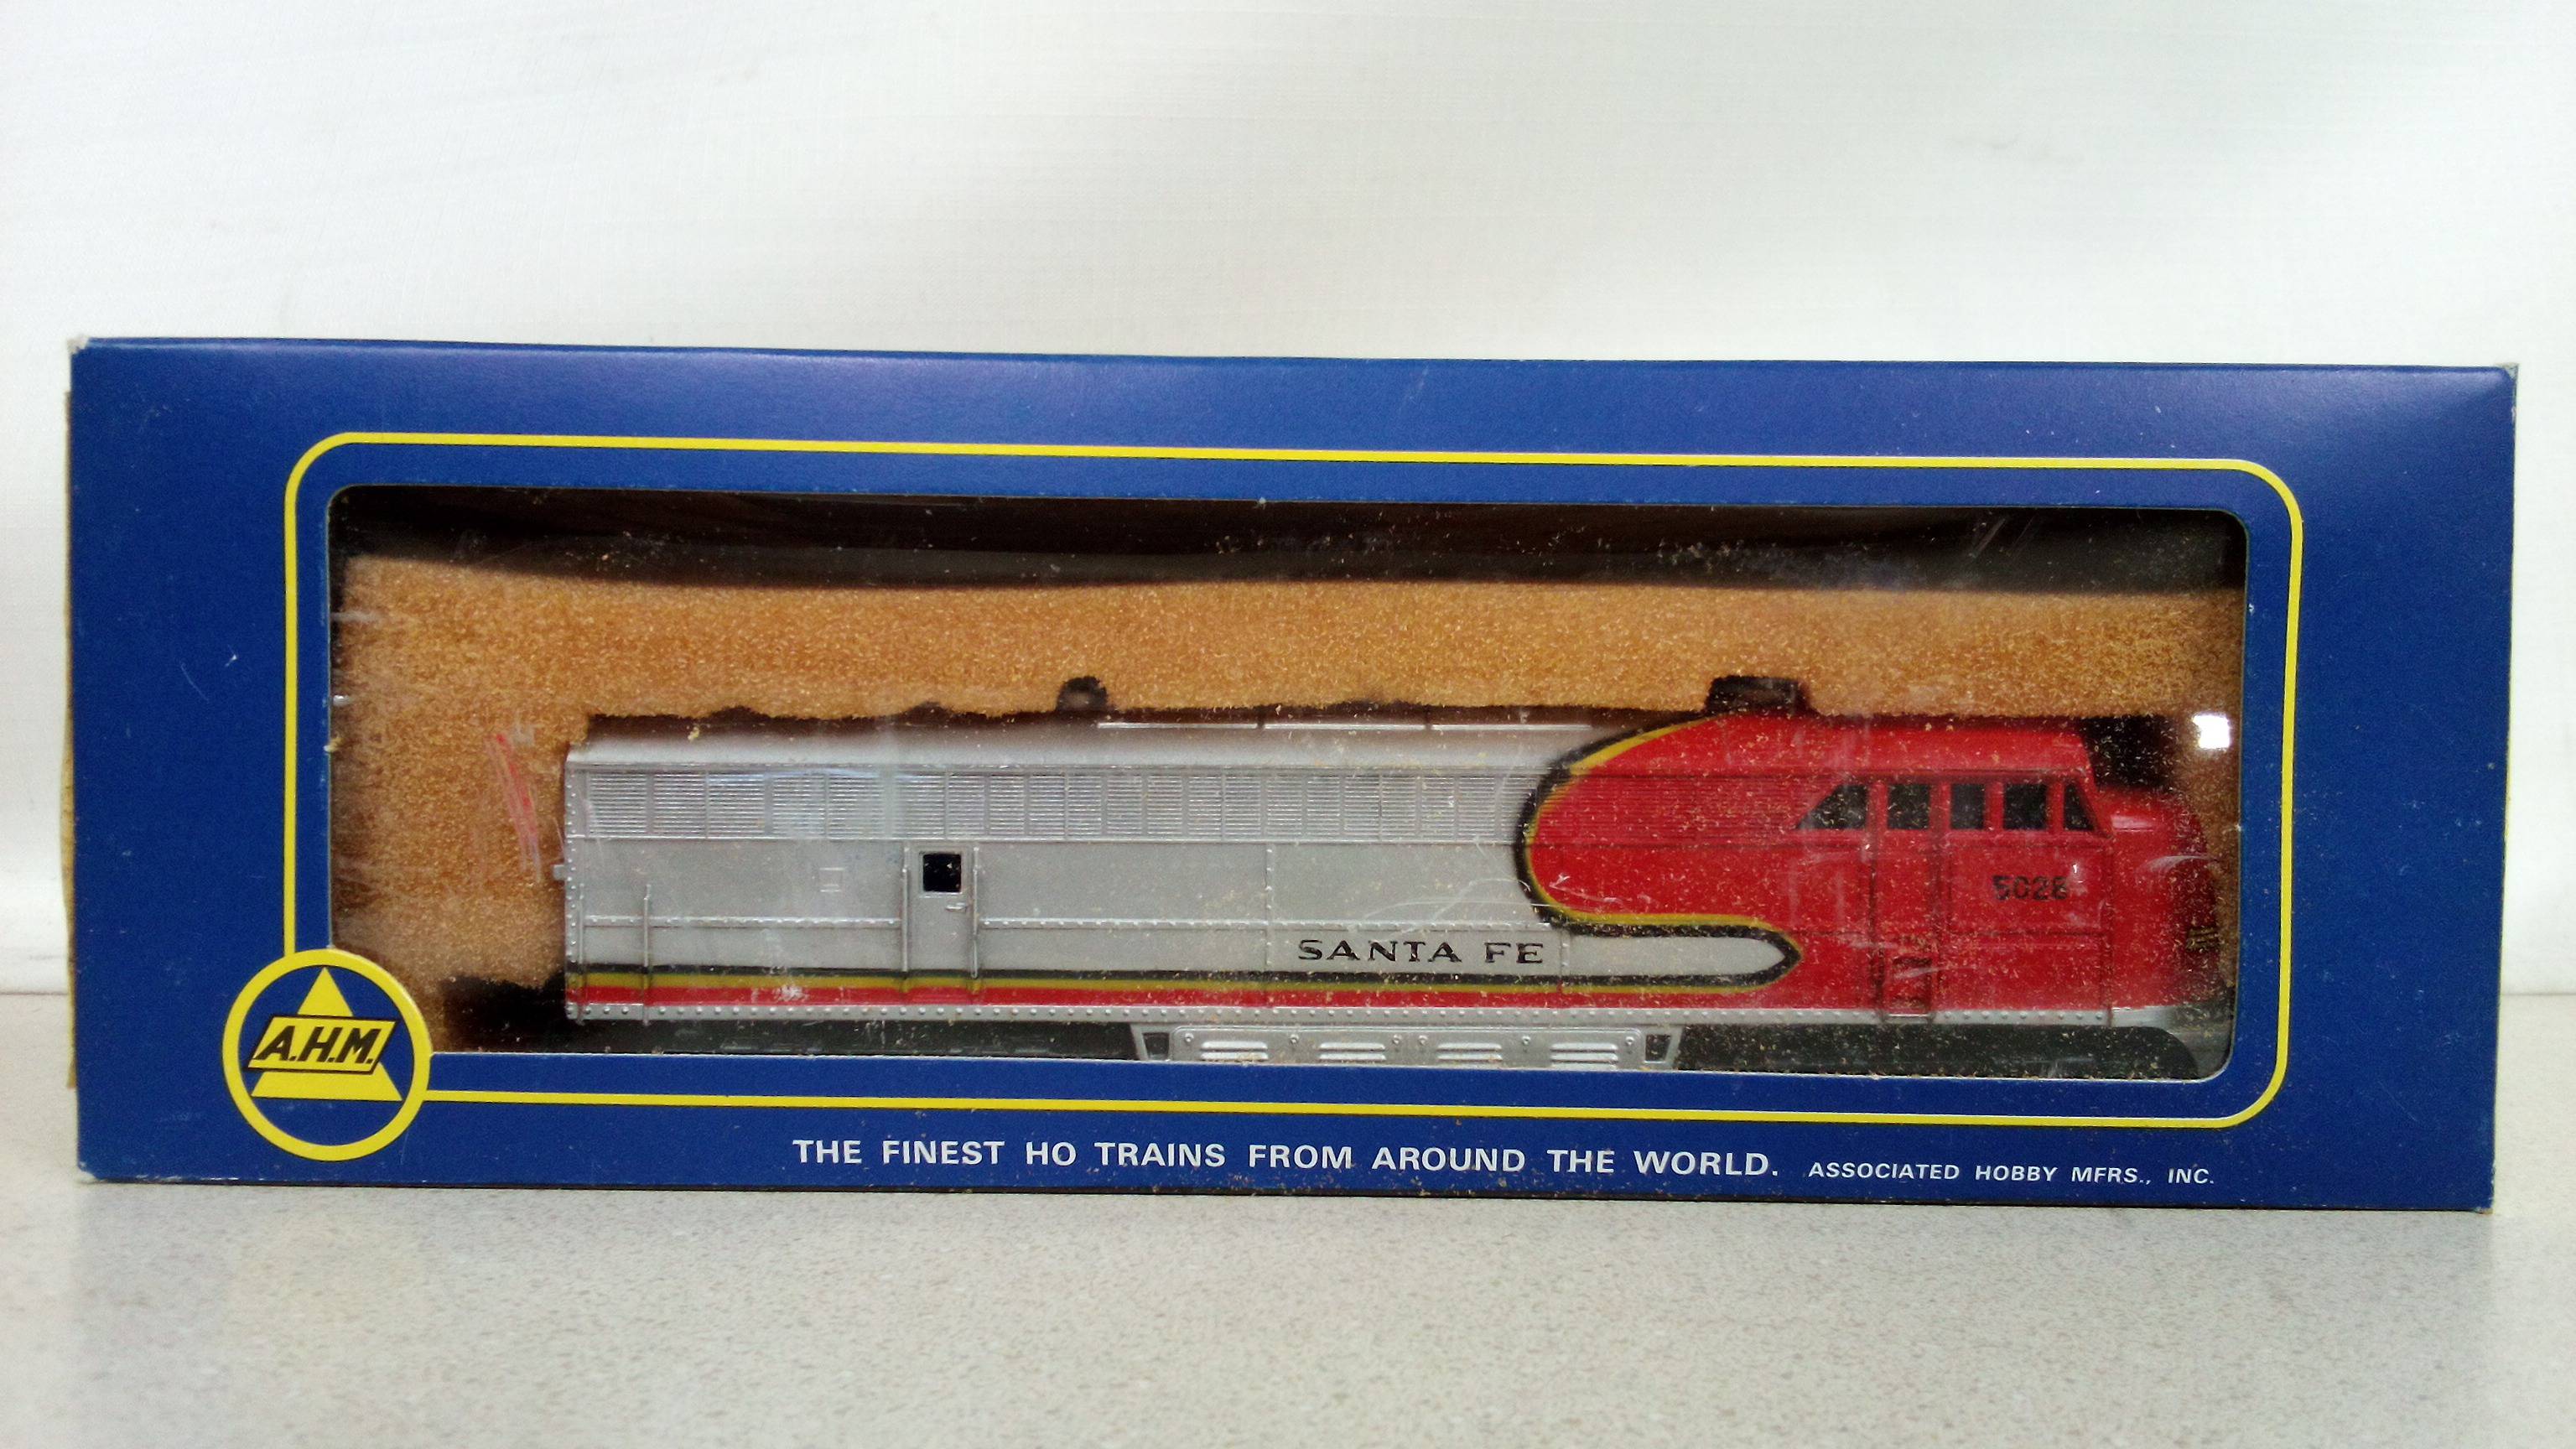 SANTA FE
5028
A.H.M.
THE FINEST HO TRAINS FROM AROUND THE WORLD. ASSOCIATED HOBBY MFRS., INC.